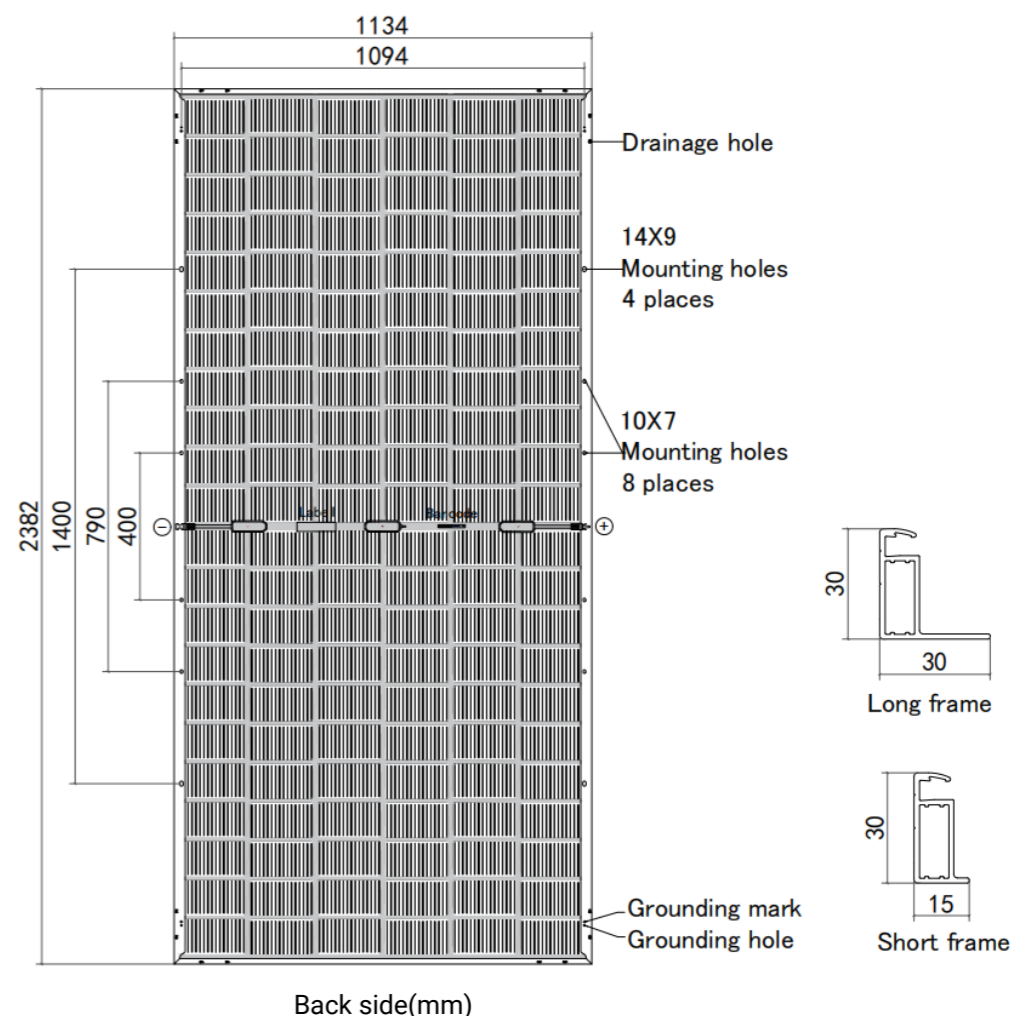 1134
1094
Drainage hole
14X9
Mounting holes
4 places
10X7
Mounting holes
8 places
2382
1400
790
400
Label
Barcode
−
+
30
30
Long frame
30
15
Short frame
Grounding mark
Grounding hole
Back side(mm)